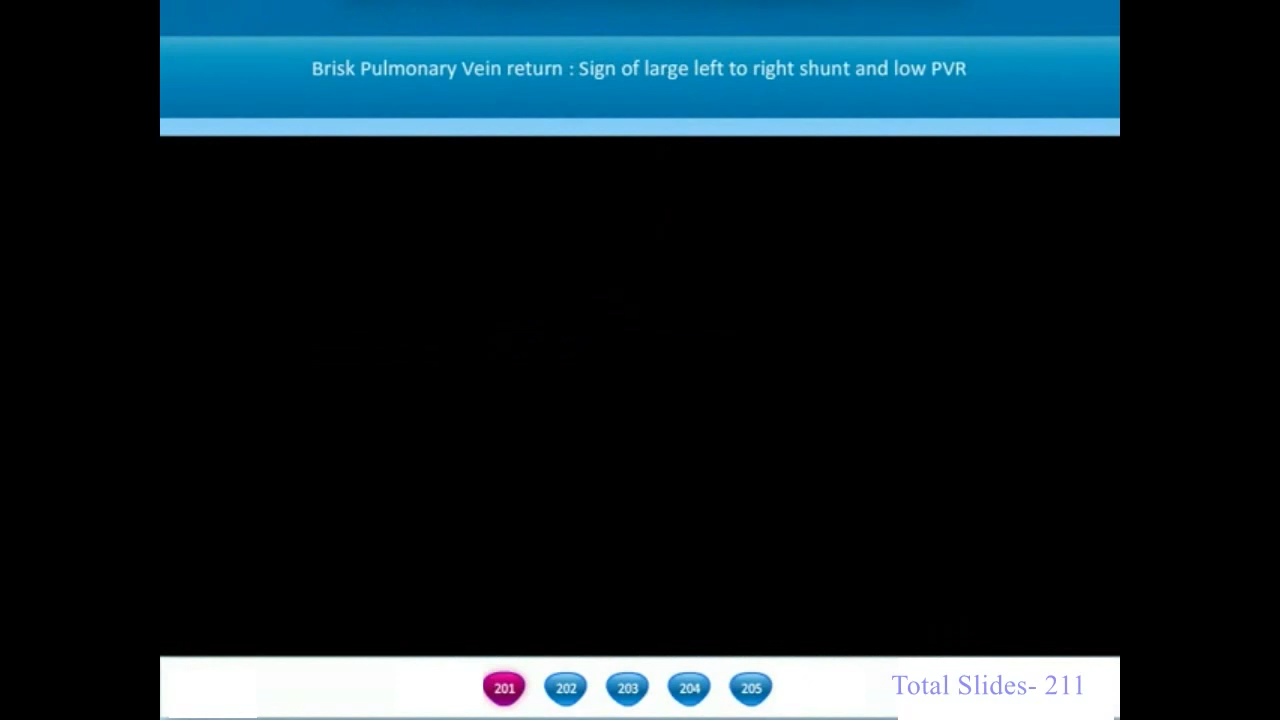 Brisk Pulmonary Vein return : Sign of large left to right shunt and low PVR
201 202 203 204 205
Total Slides- 211